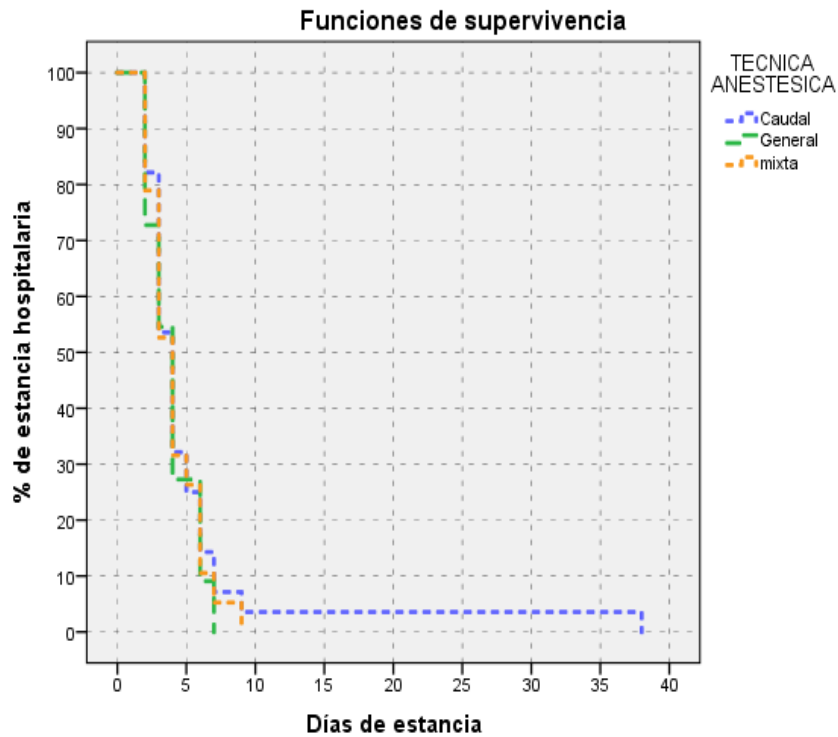 Funciones de supervivencia
TECNICA
ANESTESICA
Caudal
General
mixta
% de estancia hospitalaria
100
90
80
70
60
50
40
30
20
10
0
0 5 10 15 20 25 30 35 40
Días de estancia